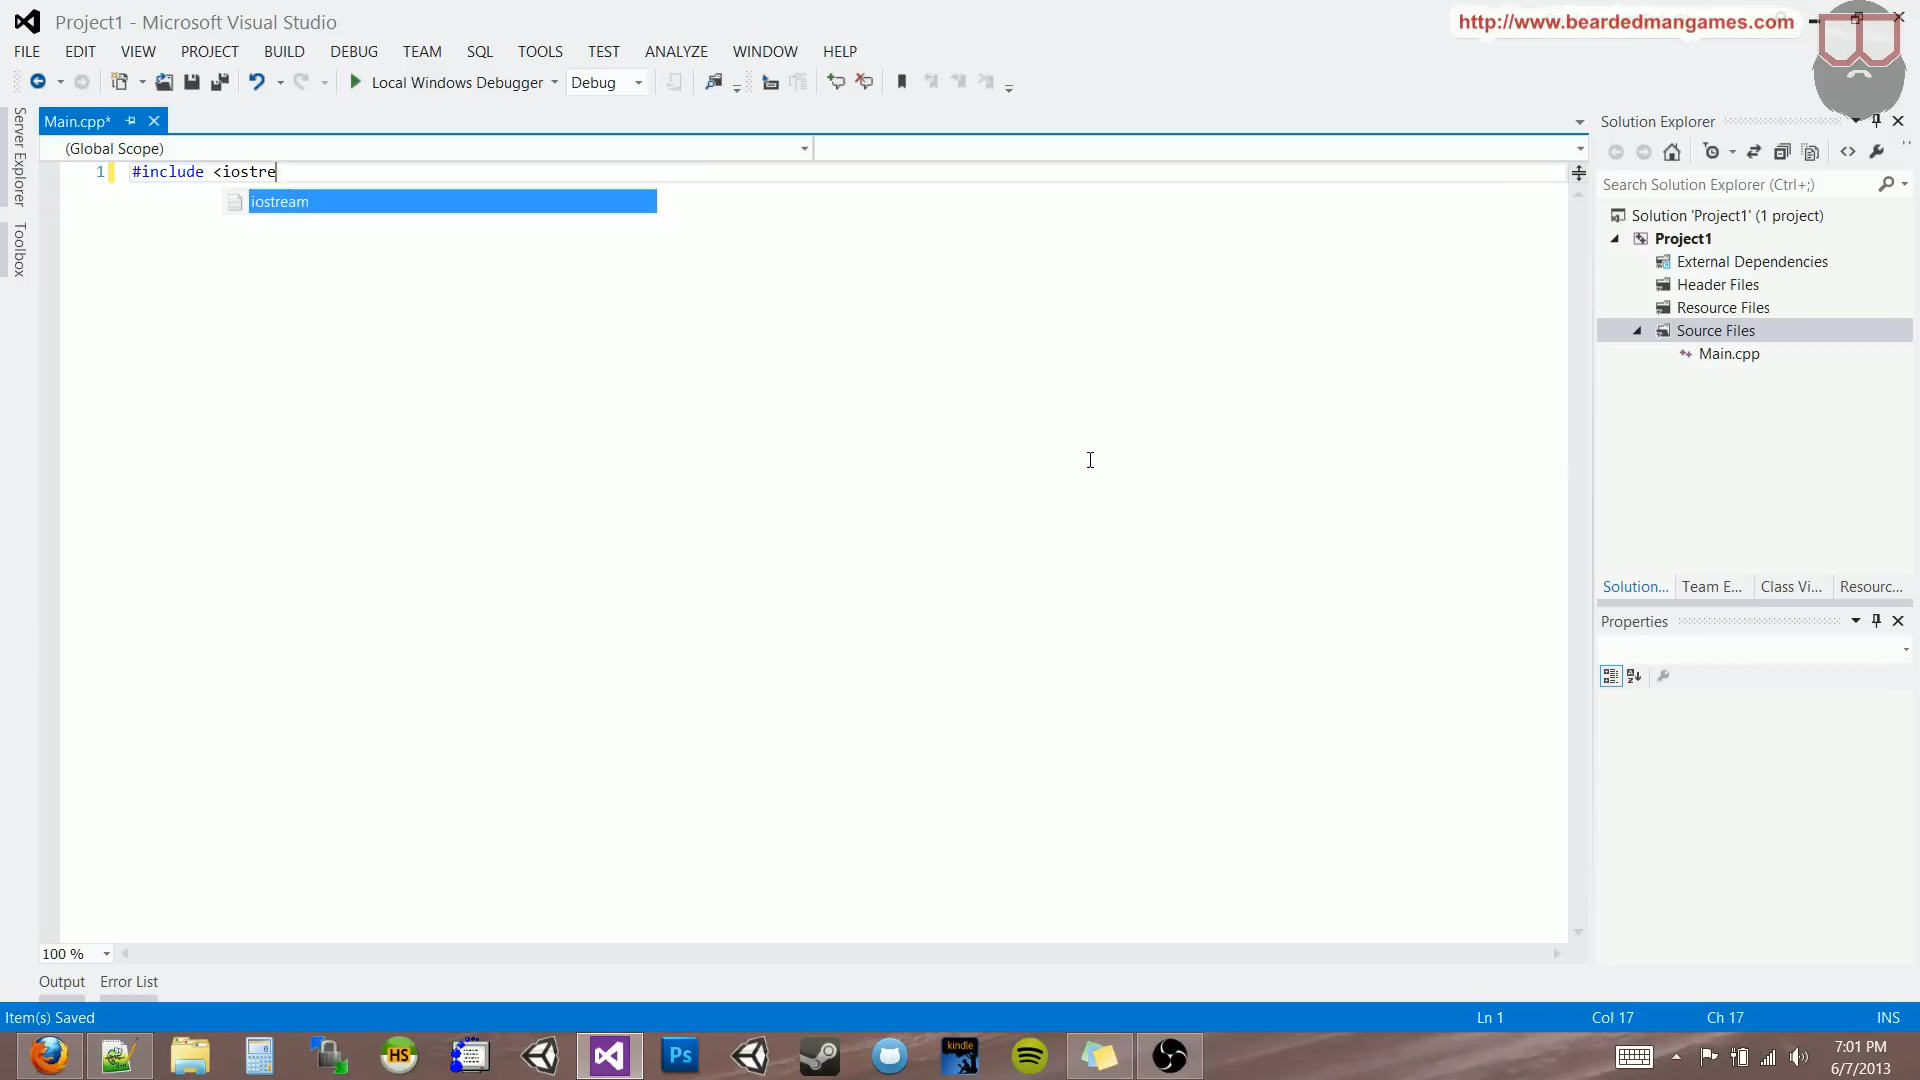 Project1 - Microsoft Visual Studio
http://www.beardedmangames.com
FILE EDIT VIEW PROJECT BUILD DEBUG TEAM SQL TOOLS TEST ANALYZE WINDOW HELP
Local Windows Debugger Debug
Server Explorer
Toolbox
Main.cpp*
(Global Scope)
1 #include <iostre
iostream
Solution Explorer
Search Solution Explorer (Ctrl+;)
Solution 'Project1' (1 project)
Project1
External Dependencies
Header Files
Resource Files
Source Files
Main.cpp
Solution... Team E... Class Vi... Resourc...
Properties
100 %
Output Error List
Item(s) Saved Ln 1 Col 17 Ch 17 INS
HS
Ps
kindle
7:01 PM
6/7/2013